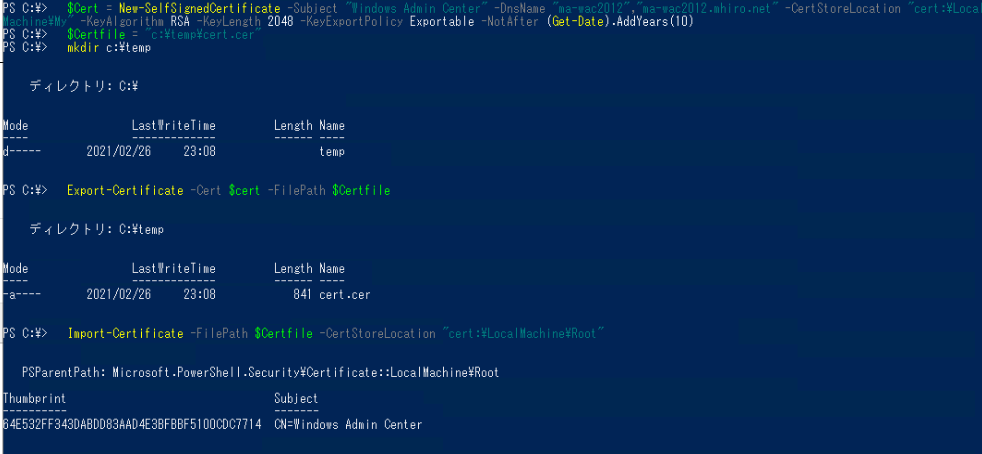 PS C:¥> $Cert = New-SelfSignedCertificate -Subject "Windows Admin Center" -DnsName "ma-wac2012","ma-wac2012.mhiro.net" -CertStoreLocation "cert:¥Local
Machine¥My" -KeyAlgorithm RSA -KeyLength 2048 -KeyExportPolicy Exportable -NotAfter (Get-Date).AddYears(10)
PS C:¥> $Certfile = "c:¥temp¥cert.cer"
PS C:¥> mkdir c:¥temp
ディレクトリ: C:¥
Mode LastWriteTime Length Name
---- ------------- ------ ----
d----- 2021/02/26 23:08 temp
PS C:¥> Export-Certificate -Cert $cert -FilePath $Certfile
ディレクトリ: C:¥temp
Mode LastWriteTime Length Name
---- ------------- ------ ----
-a---- 2021/02/26 23:08 841 cert.cer
PS C:¥> Import-Certificate -FilePath $Certfile -CertStoreLocation "cert:¥LocalMachine¥Root"
PSParentPath: Microsoft.PowerShell.Security¥Certificate::LocalMachine¥Root
Thumbprint Subject
---------- -------
64E532FF343DABDD83AAD4E3BFBBF5100CDC7714 CN=Windows Admin Center